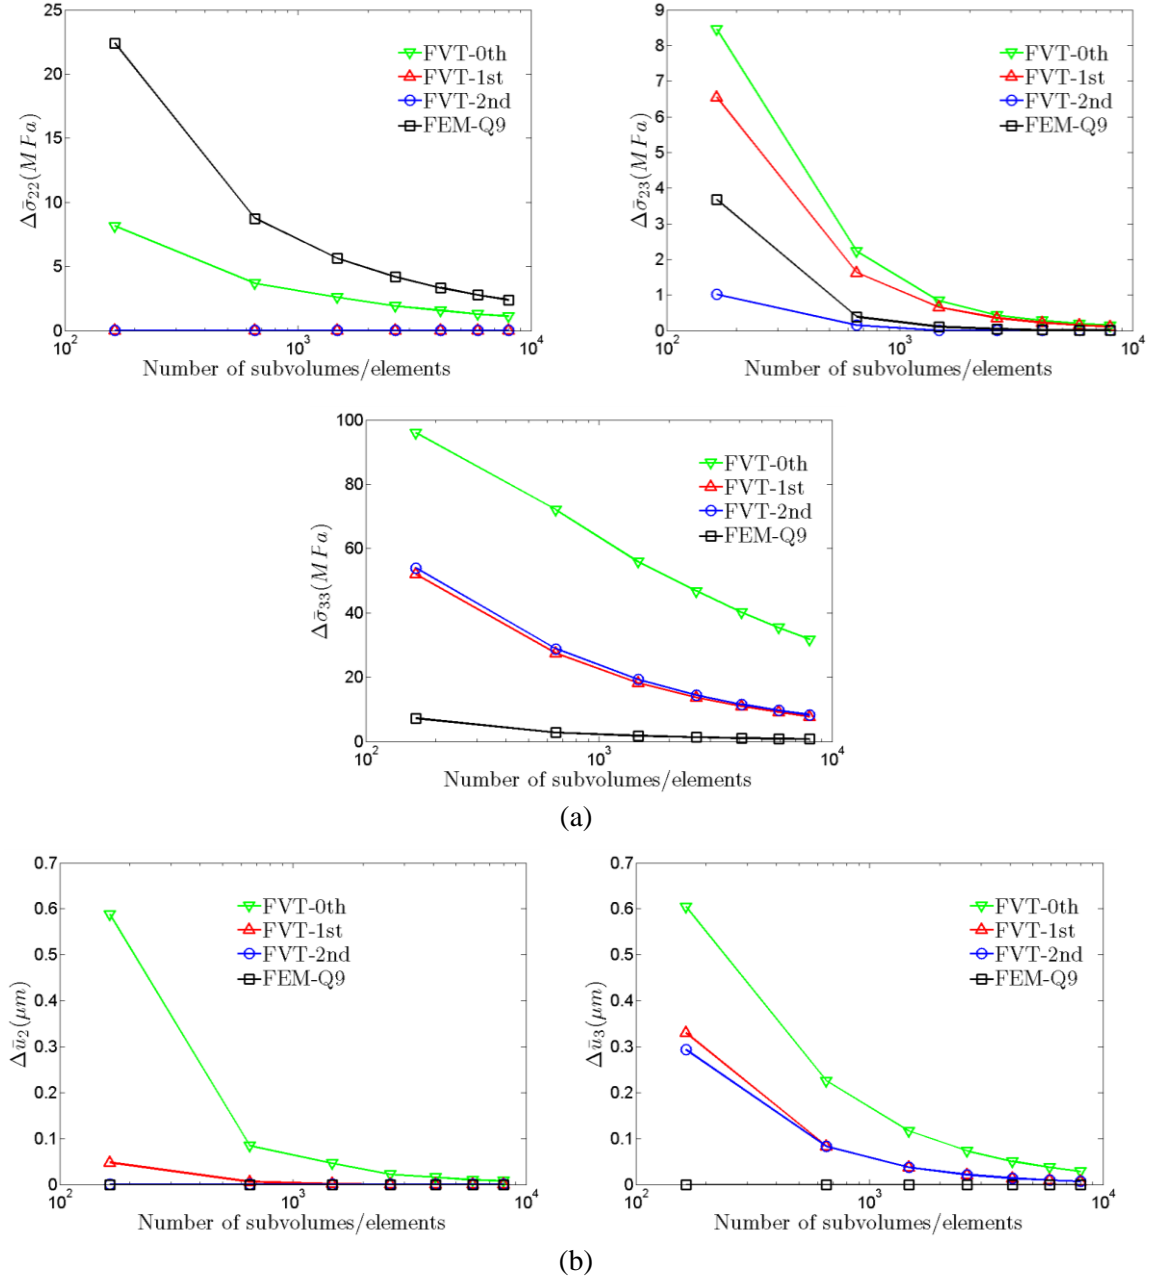 25
20
15
10
5
0
10² 10³ 10⁴
Δσ̄₂₂(MPa)
Number of subvolumes/elements
FVT-0th
FVT-1st
FVT-2nd
FEM-Q9
9
8
7
6
5
4
3
2
1
0
10² 10³ 10⁴
Δσ̄₂₃(MPa)
Number of subvolumes/elements
FVT-0th
FVT-1st
FVT-2nd
FEM-Q9
100
80
60
40
20
0
10² 10³ 10⁴
Δσ̄₃₃(MPa)
Number of subvolumes/elements
FVT-0th
FVT-1st
FVT-2nd
FEM-Q9
(a)
0.7
0.6
0.5
0.4
0.3
0.2
0.1
0
10² 10³ 10⁴
Δū₂(μm)
Number of subvolumes/elements
FVT-0th
FVT-1st
FVT-2nd
FEM-Q9
0.7
0.6
0.5
0.4
0.3
0.2
0.1
0
10² 10³ 10⁴
Δū₃(μm)
Number of subvolumes/elements
FVT-0th
FVT-1st
FVT-2nd
FEM-Q9
(b)